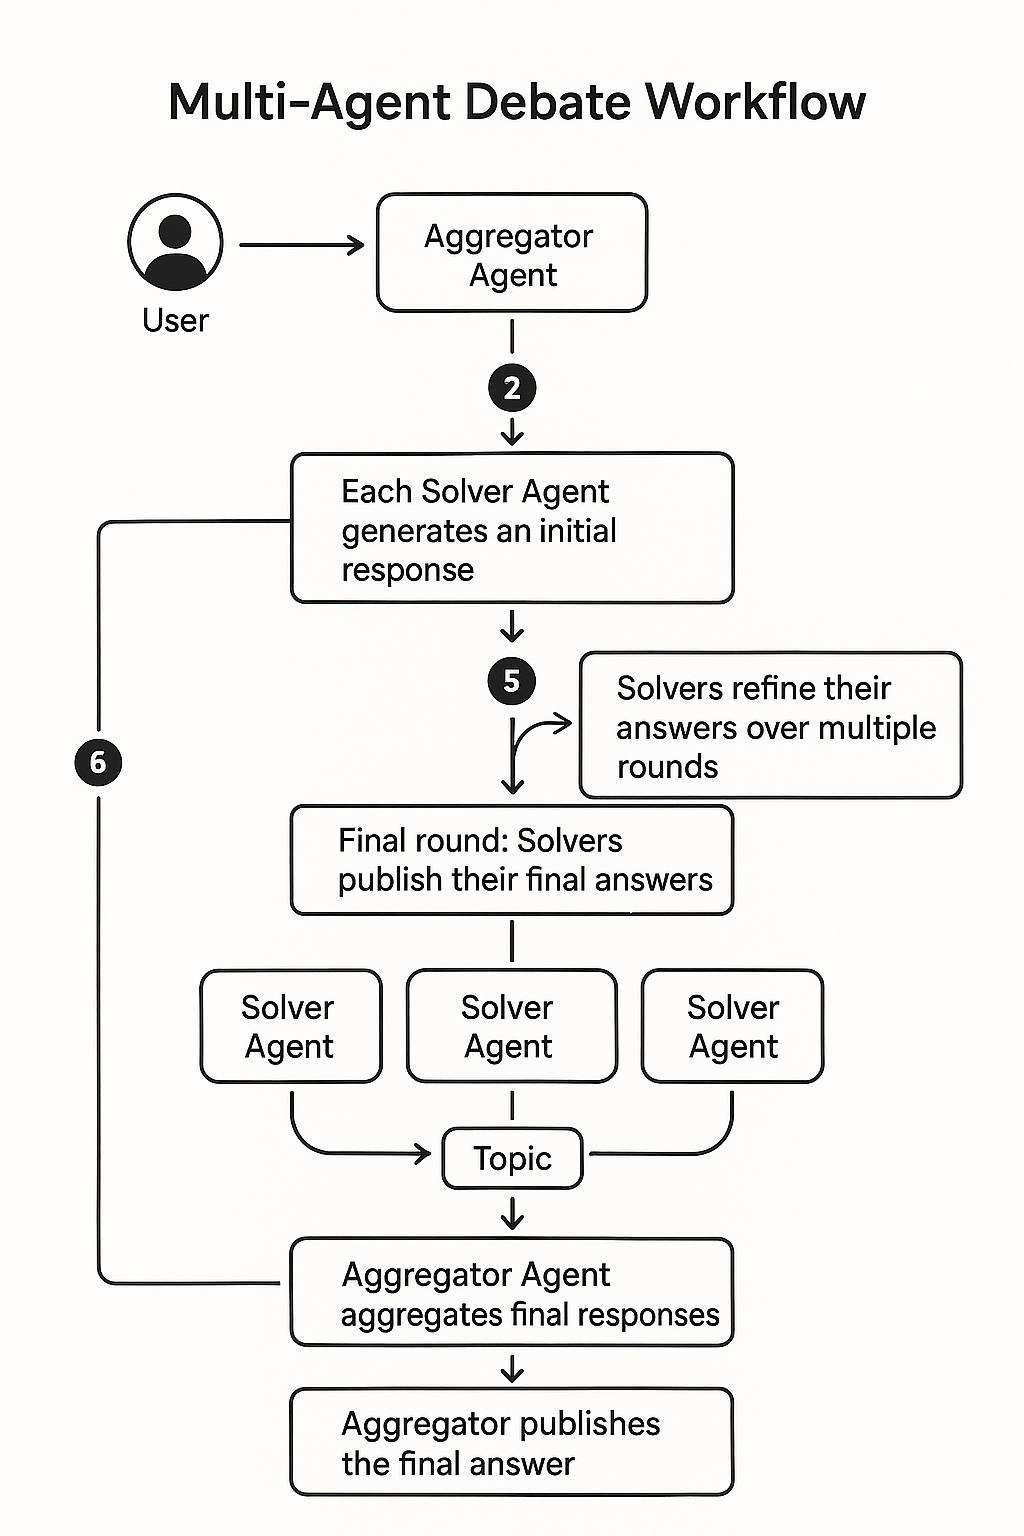 Multi-Agent Debate Workflow
User
Aggregator
Agent
2
Each Solver Agent
generates an initial
response
5
Solvers refine their
answers over multiple
rounds
6
Final round: Solvers
publish their final answers
Solver
Agent
Solver
Agent
Solver
Agent
Topic
Aggregator Agent
aggregates final responses
Aggregator publishes
the final answer